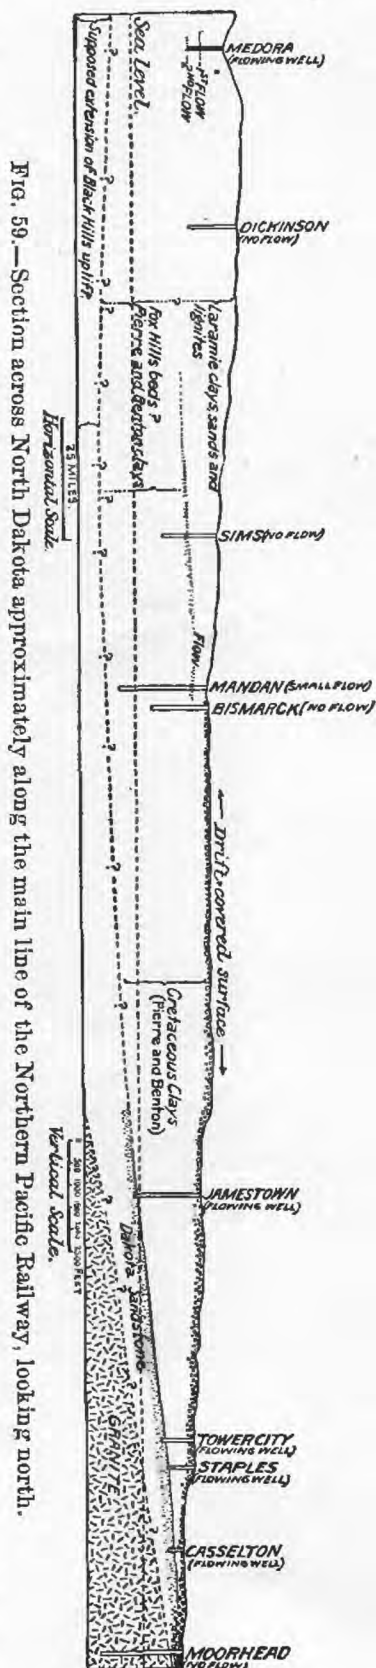 MEDORA
(FLOWING WELL)
1ST FLOW
2ND FLOW
DICKINSON
(NO FLOW)
SIMS (NO FLOW)
MANDAN (SMALL FLOW)
BISMARCK (NO FLOW)
← Drift-covered surface →
JAMESTOWN
(FLOWING WELL)
TOWERCITY
(FLOWING WELL)
STAPLES
(FLOWING WELL)
CASSELTON
(FLOWING WELL)
MOORHEAD
(NO FLOW)
Laramie clays, sands and
lignites
Flow
Sea Level.
Fox Hills beds ?
Pierre and Benton clays
Cretaceous Clays
(Pierre and Benton)
Dakota Sandstone
GRANITE
Supposed extension of Black Hills uplift?
? ? ? ? ? ? ? ? ?
25 MILES.
Horizontal Scale.
Vertical Scale.
FIG. 59.—Section across North Dakota approximately along the main line of the Northern Pacific Railway, looking north.